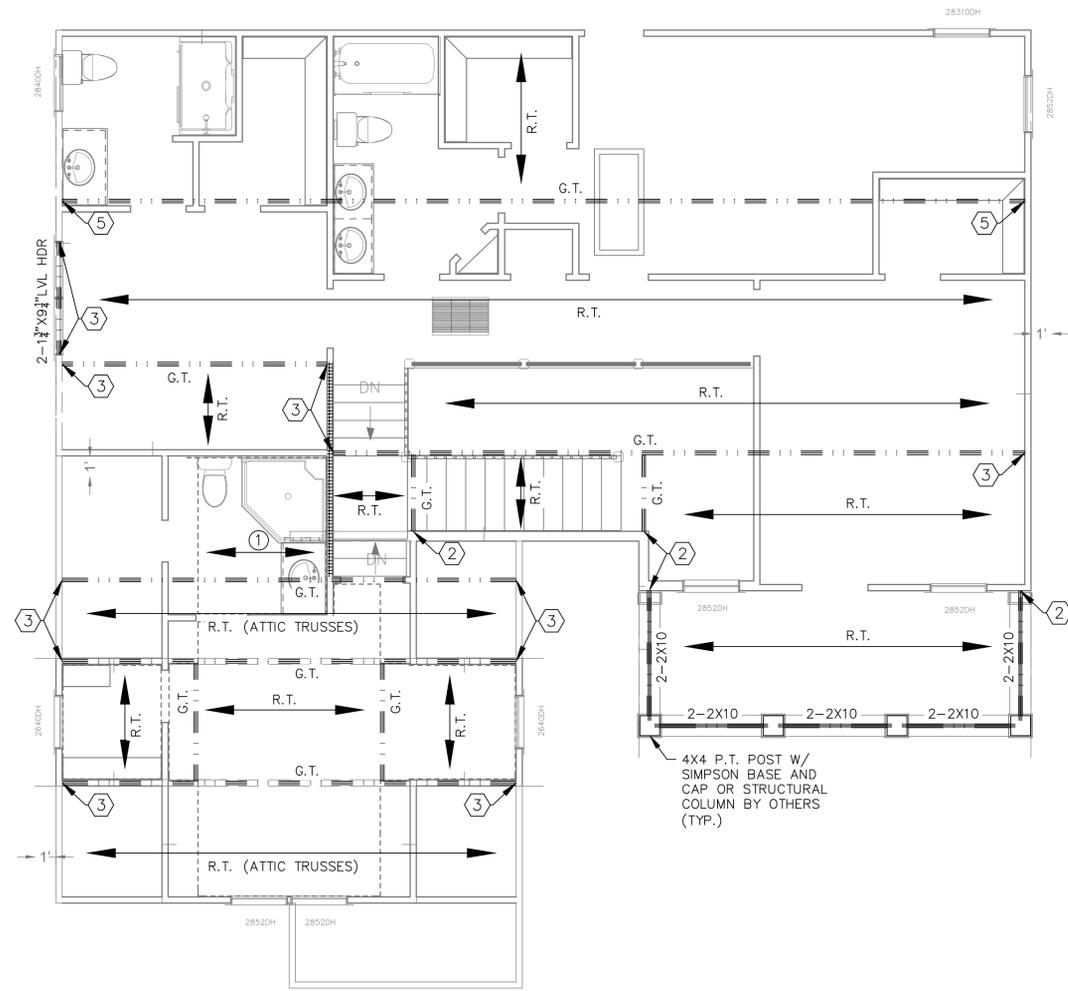 28310DH
2840DH
2852DH
R.T.
G.T.
5
5
2-1¾"X9¼"LVL HDR
3
R.T.
1'
3
G.T.
R.T.
3
DN
R.T.
G.T.
3
1'
R.T.
G.T.
R.T.
G.T.
R.T.
1
2
2
DN
G.T.
3
3
R.T. (ATTIC TRUSSES)
2852DH
2852DH
2
R.T.
2-2X10
2-2X10
G.T.
2640DH
R.T.
G.T.
R.T.
G.T.
R.T.
2640DH
2-2X10
2-2X10
2-2X10
G.T.
3
3
4X4 P.T. POST W/
SIMPSON BASE AND
CAP OR STRUCTURAL
COLUMN BY OTHERS
(TYP.)
1'
R.T. (ATTIC TRUSSES)
2852DH
2852DH